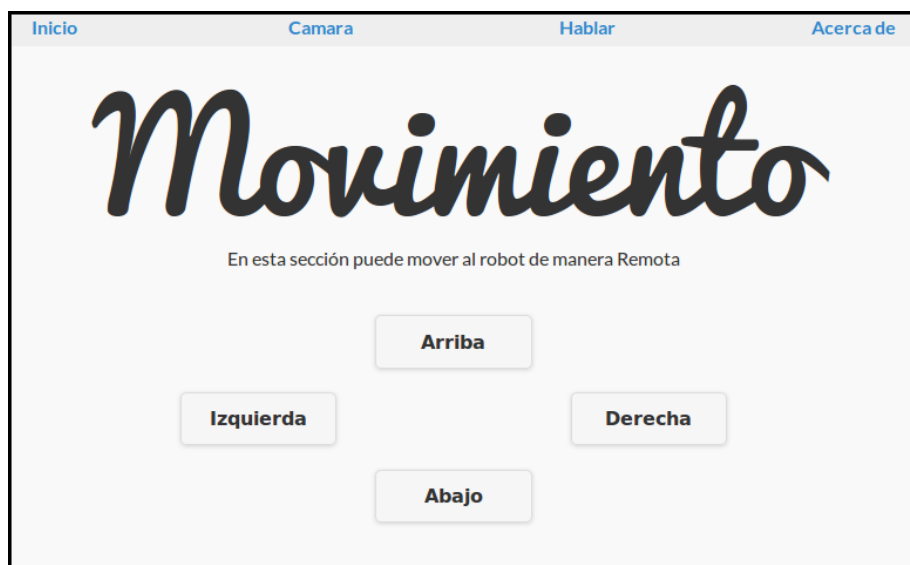 Inicio Camara Hablar Acerca de
Movimiento
En esta sección puede mover al robot de manera Remota
Arriba
Izquierda Derecha
Abajo